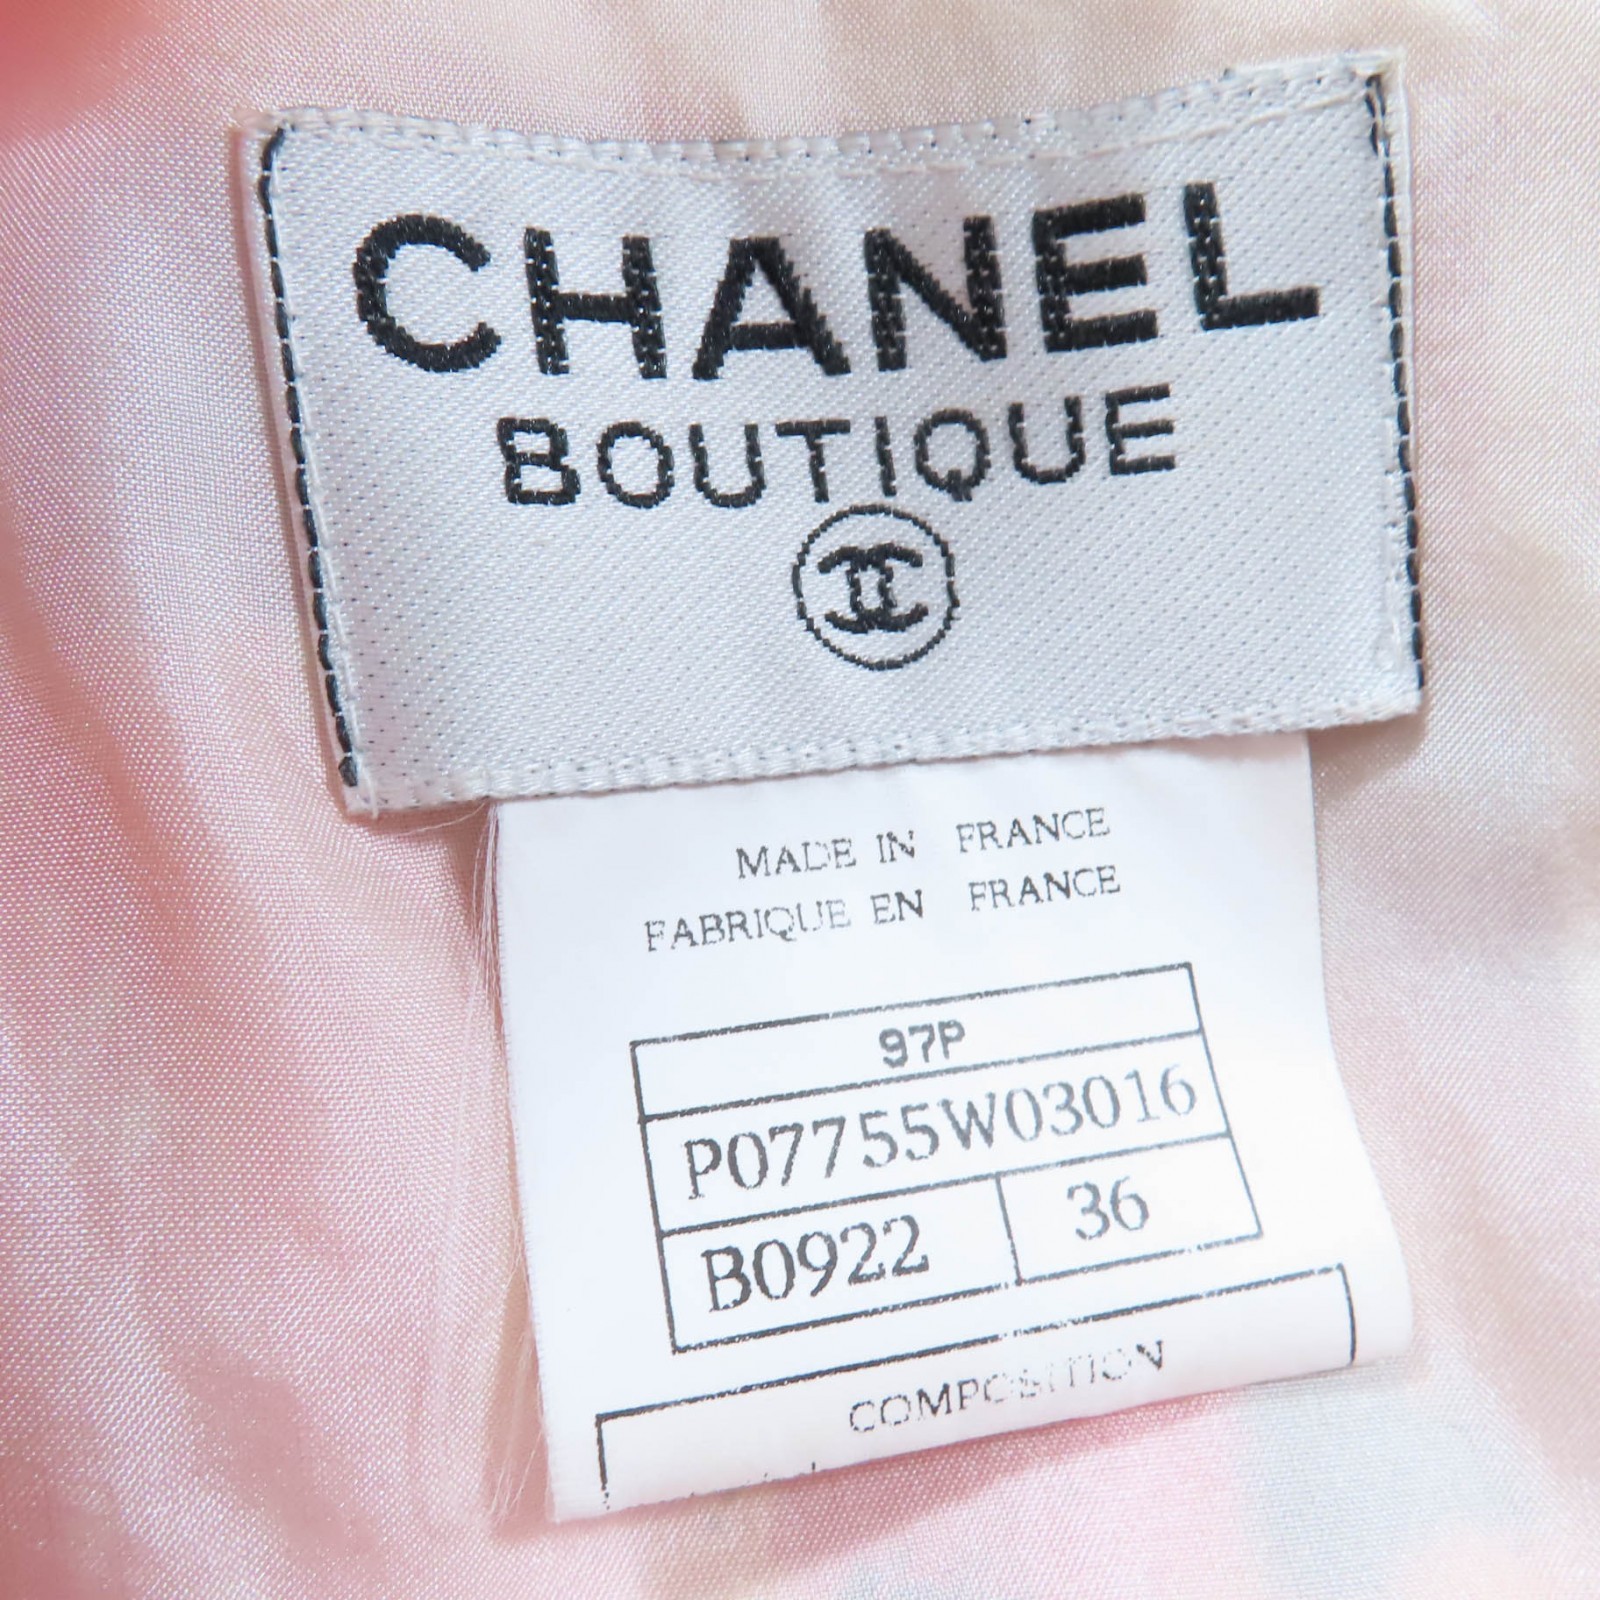 CHANEL
BOUTIQUE
MADE IN FRANCE
FABRIQUE EN FRANCE
97P
P07755W03016
B0922 36
COMPOSITION